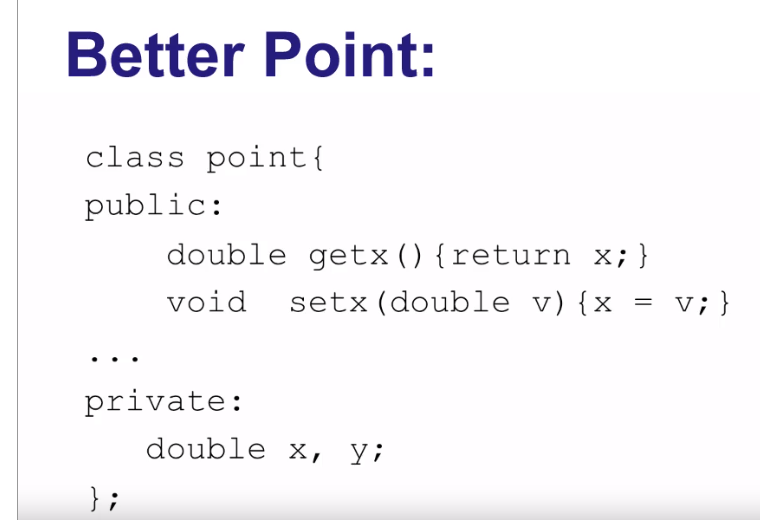 Better Point:
class point{
public:
double getx(){return x;}
void setx(double v){x = v;}
...
private:
double x, y;
};